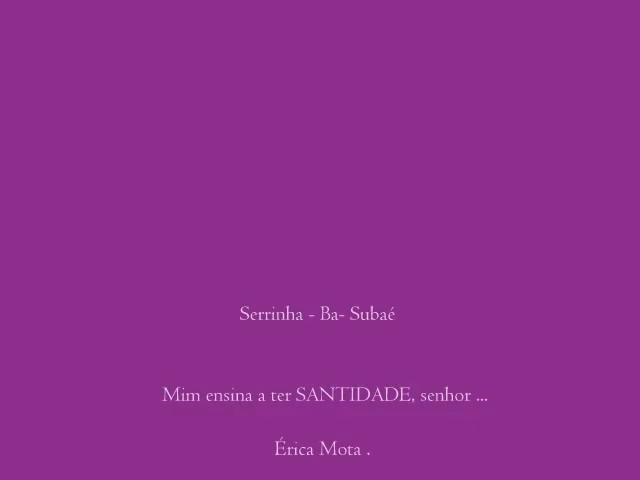 Serrinha - Ba- Subaé
Mim ensina a ter SANTIDADE, senhor ...
Érica Mota .